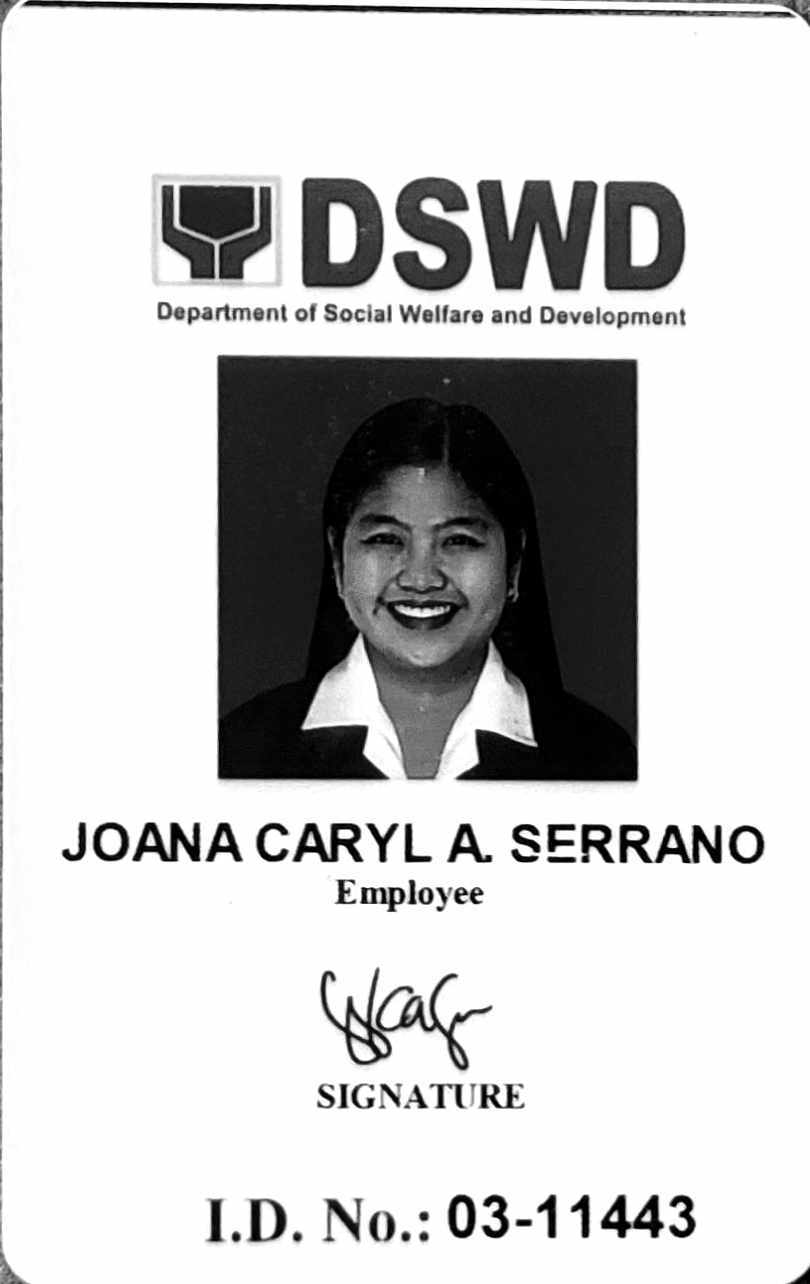 DSWD
Department of Social Welfare and Development
JOANA CARYL A. SERRANO
Employee
SIGNATURE
I.D. No.: 03-11443